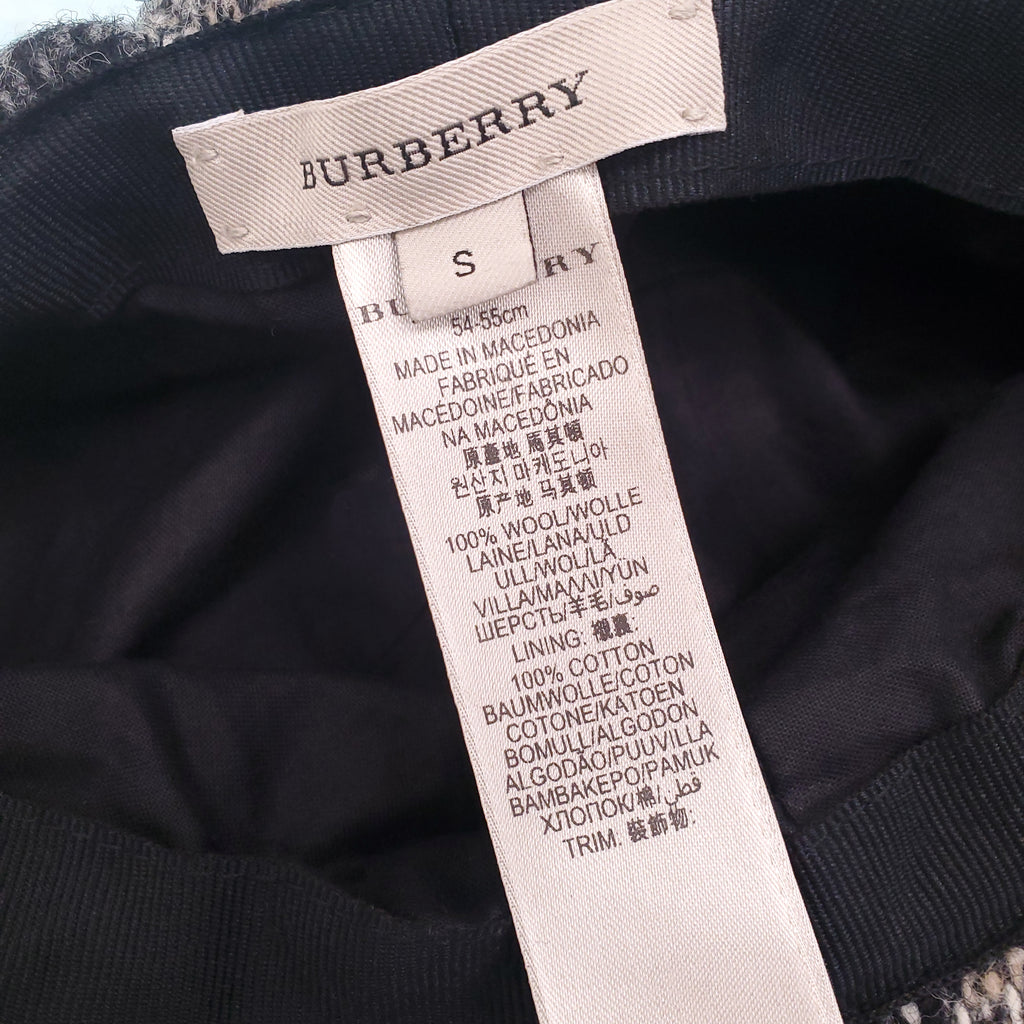 BURBERRY
S
BU RY
54-55cm
MADE IN MACEDONIA
FABRIQUÉ EN
MACÉDOINE/FABRICADO
NA MACEDÔNIA
原產地 馬其頓
원산지 마케도니아
原产地 马其顿
100% WOOL/WOLLE
LAINE/LANA/ULD
ULL/WOL/LÃ
VILLA/ΜΑΛΛΙ/YÜN
ШЕРСТЬ/羊毛/صوف
LINING: 襯裏:
100% COTTON
BAUMWOLLE/COTON
COTONE/KATOEN
BOMULL/ALGODON
ALGODÃO/PUUVILLA
ΒΑΜΒΑΚΕΡΟ/PAMUK
ХЛОПОК/棉/قطن
TRIM: 裝飾物: